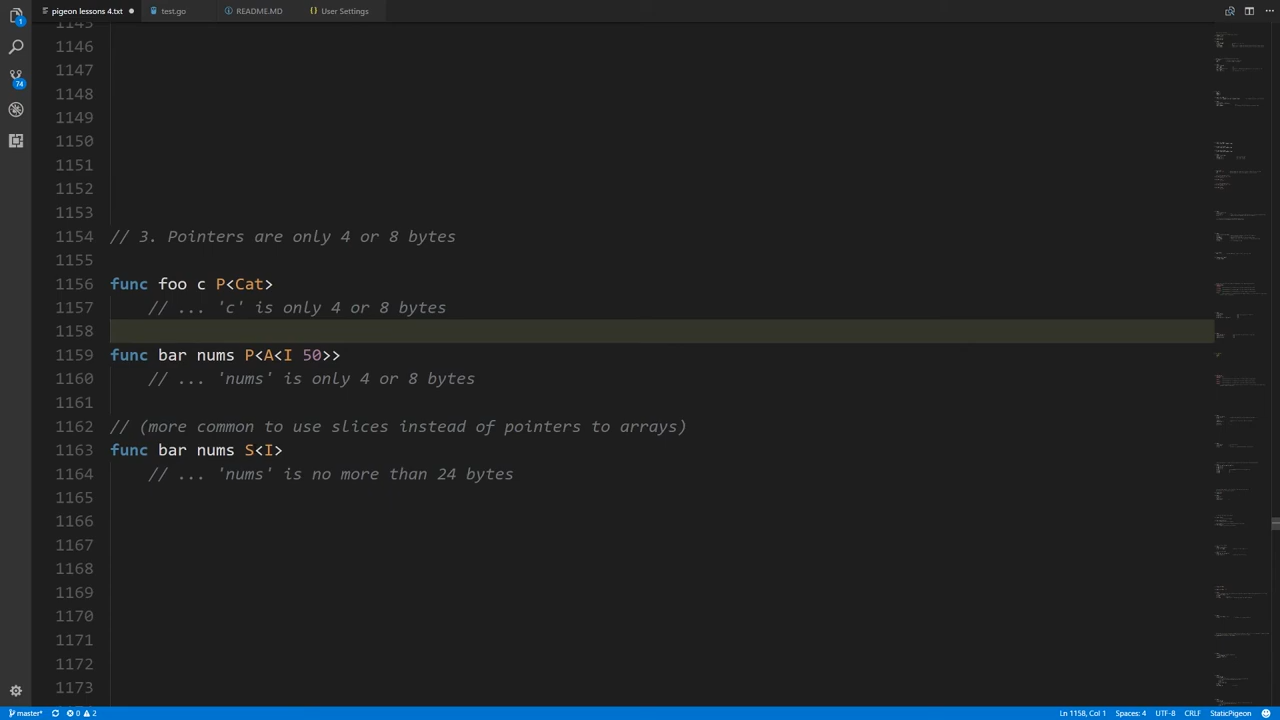 pigeon lessons 4.txt
test.go
README.MD
{} User Settings
1
74
1145
1146
1147
1148
1149
1150
1151
1152
1153
1154 // 3. Pointers are only 4 or 8 bytes
1155
1156 func foo c P<Cat>
1157 // ... 'c' is only 4 or 8 bytes
1158
1159 func bar nums P<A<I 50>>
1160 // ... 'nums' is only 4 or 8 bytes
1161
1162 // (more common to use slices instead of pointers to arrays)
1163 func bar nums S<I>
1164 // ... 'nums' is no more than 24 bytes
1165
1166
1167
1168
1169
1170
1171
1172
1173
master* 0 2 Ln 1158, Col 1 Spaces: 4 UTF-8 CRLF StaticPigeon